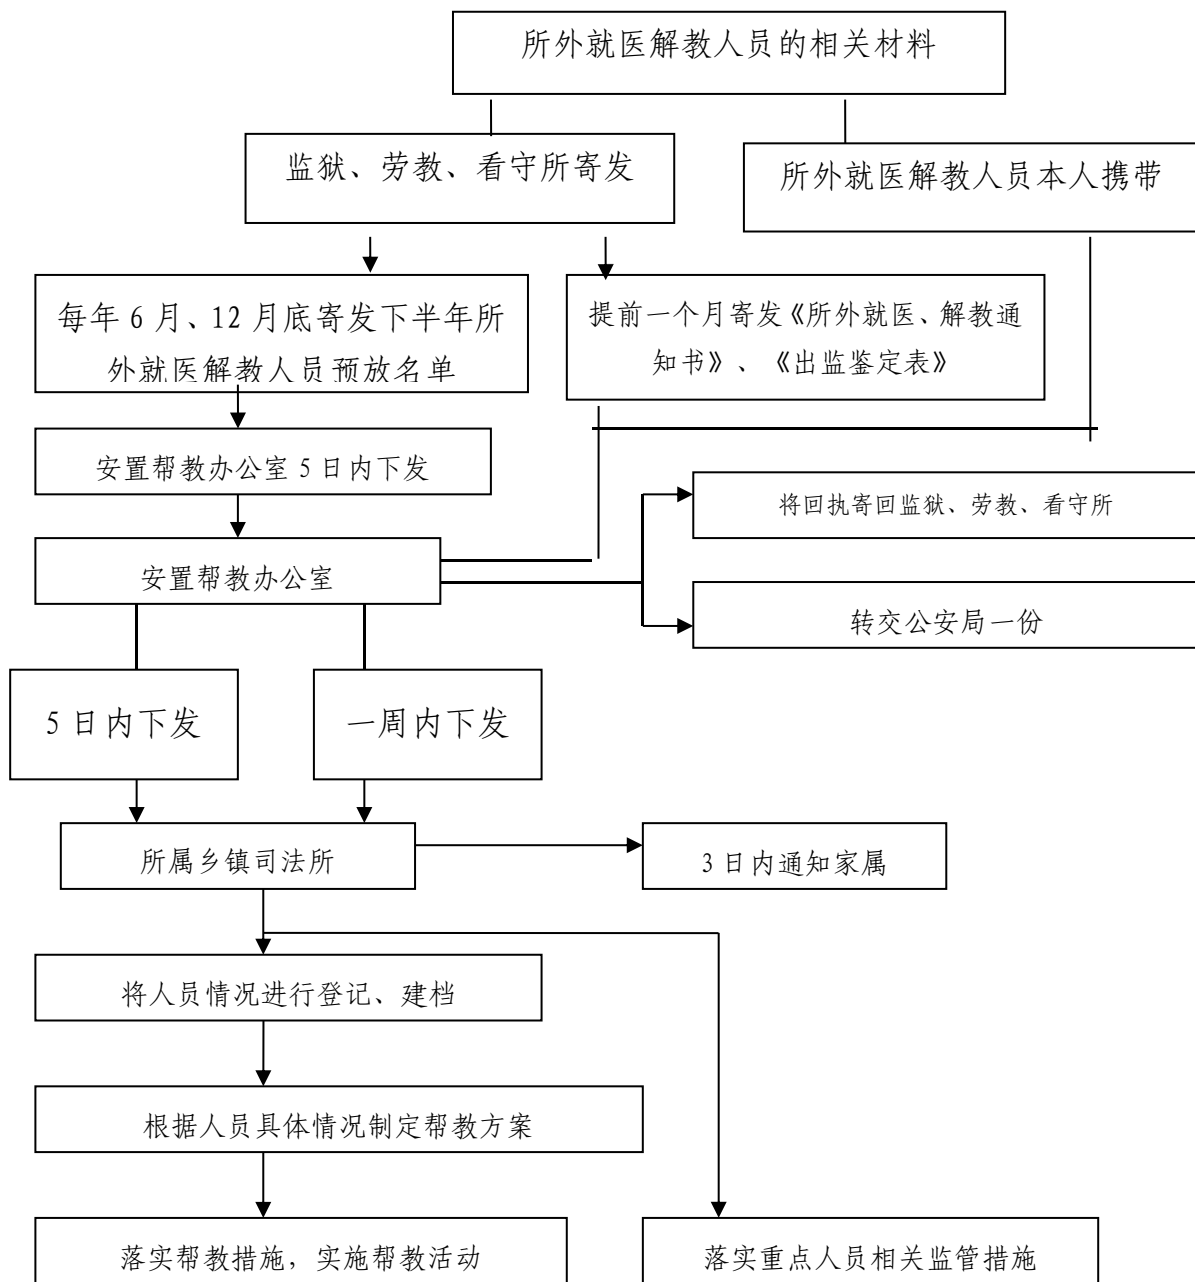 所外就医解教人员的相关材料
监狱、劳教、看守所寄发
所外就医解教人员本人携带
每年 6 月、12 月底寄发下半年所
外就医解教人员预放名单
提前一个月寄发《所外就医、解教通
知书》、《出监鉴定表》
安置帮教办公室 5 日内下发
将回执寄回监狱、劳教、看守所
安置帮教办公室
转交公安局一份
5 日内下发
一周内下发
所属乡镇司法所
3 日内通知家属
将人员情况进行登记、建档
根据人员具体情况制定帮教方案
落实帮教措施，实施帮教活动
落实重点人员相关监管措施